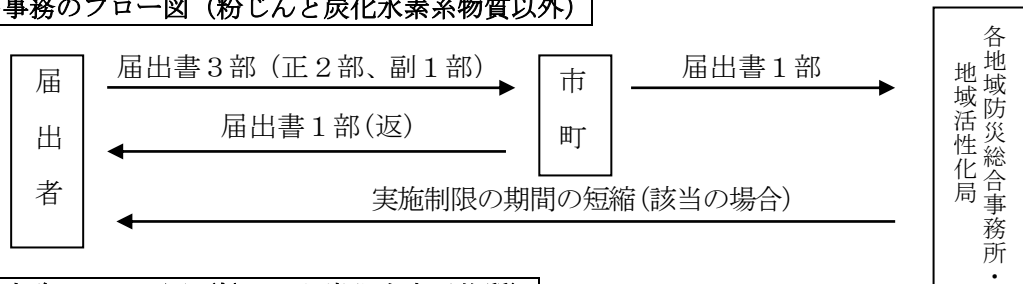 事務のフロー図（粉じんと炭化水素系物質以外）
届出者
届出書３部（正２部、副１部）
市町
届出書１部
届出書１部(返)
実施制限の期間の短縮(該当の場合)
各地域防災総合事務所・
地域活性化局